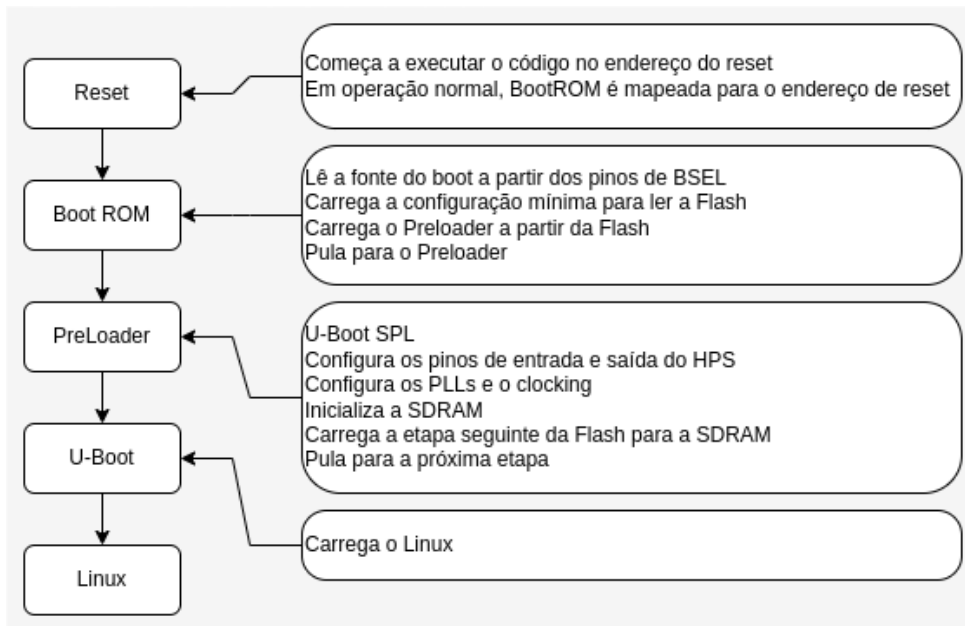 Reset
Começa a executar o código no endereço do reset
Em operação normal, BootROM é mapeada para o endereço de reset
Boot ROM
Lê a fonte do boot a partir dos pinos de BSEL
Carrega a configuração mínima para ler a Flash
Carrega o Preloader a partir da Flash
Pula para o Preloader
PreLoader
U-Boot SPL
Configura os pinos de entrada e saída do HPS
Configura os PLLs e o clocking
Inicializa a SDRAM
Carrega a etapa seguinte da Flash para a SDRAM
Pula para a próxima etapa
U-Boot
Carrega o Linux
Linux